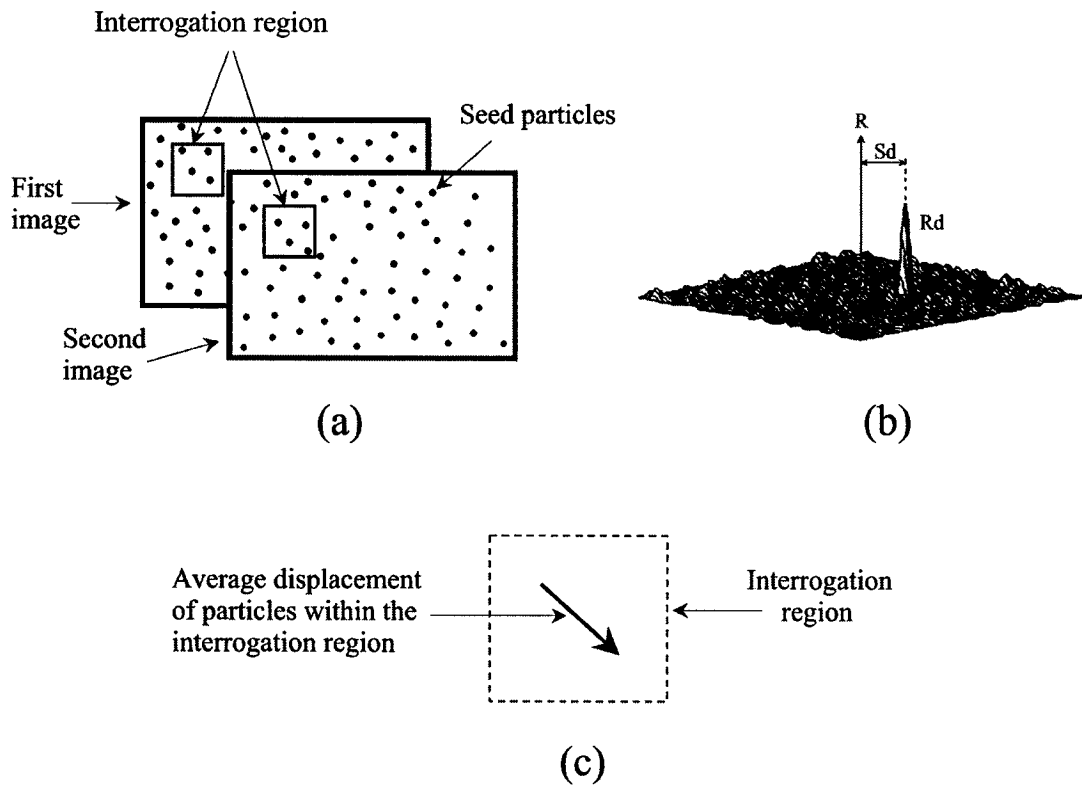 Interrogation region
Seed particles
First
image
Second
image
(a)
R
Sd
Rd
(b)
Average displacement
of particles within the
interrogation region
Interrogation
region
(c)